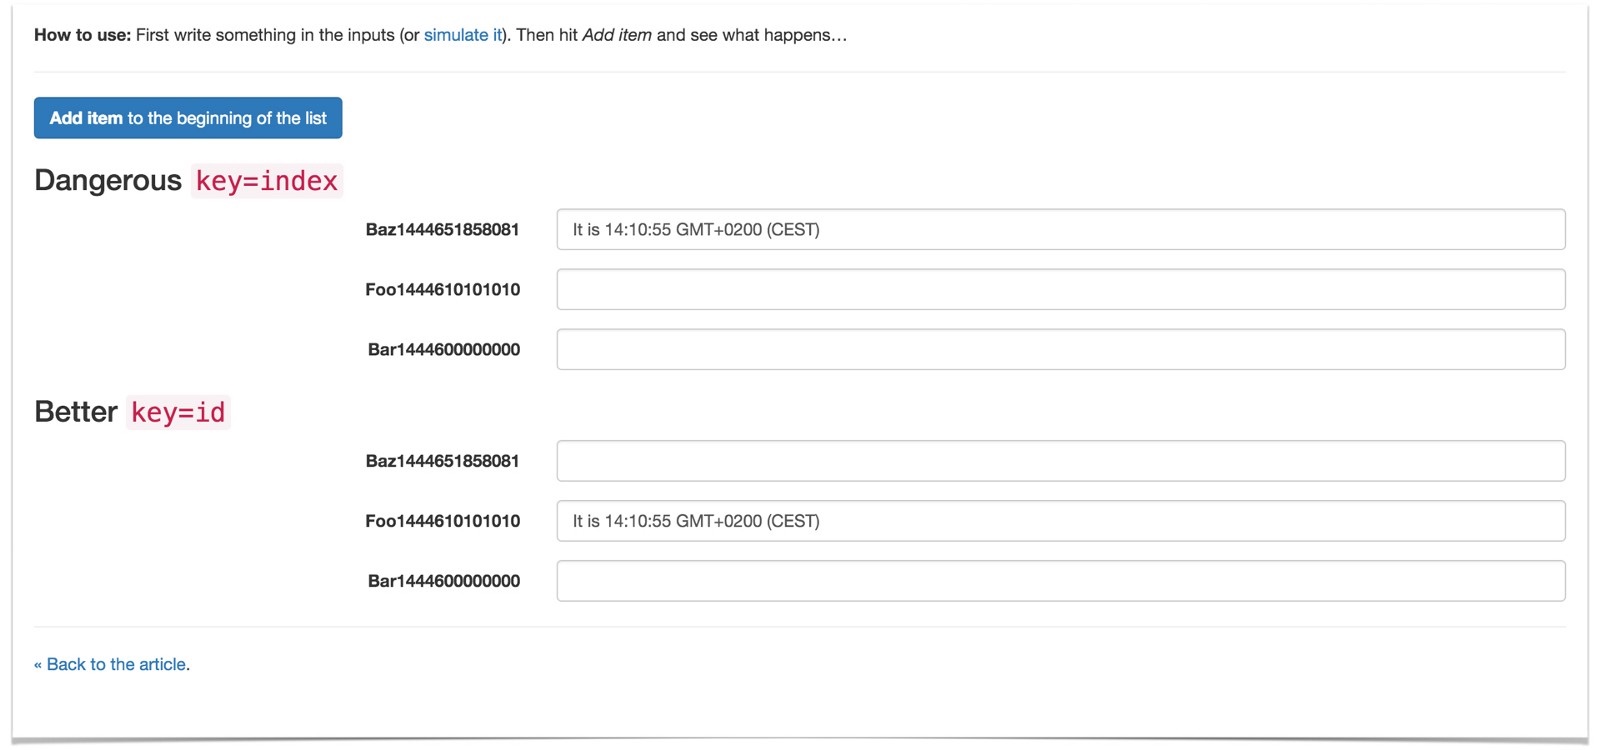 How to use: First write something in the inputs (or simulate it). Then hit Add item and see what happens…
Add item to the beginning of the list
Dangerous key=index
Baz1444651858081 It is 14:10:55 GMT+0200 (CEST)
Foo1444610101010
Bar1444600000000
Better key=id
Baz1444651858081
Foo1444610101010 It is 14:10:55 GMT+0200 (CEST)
Bar1444600000000
« Back to the article.